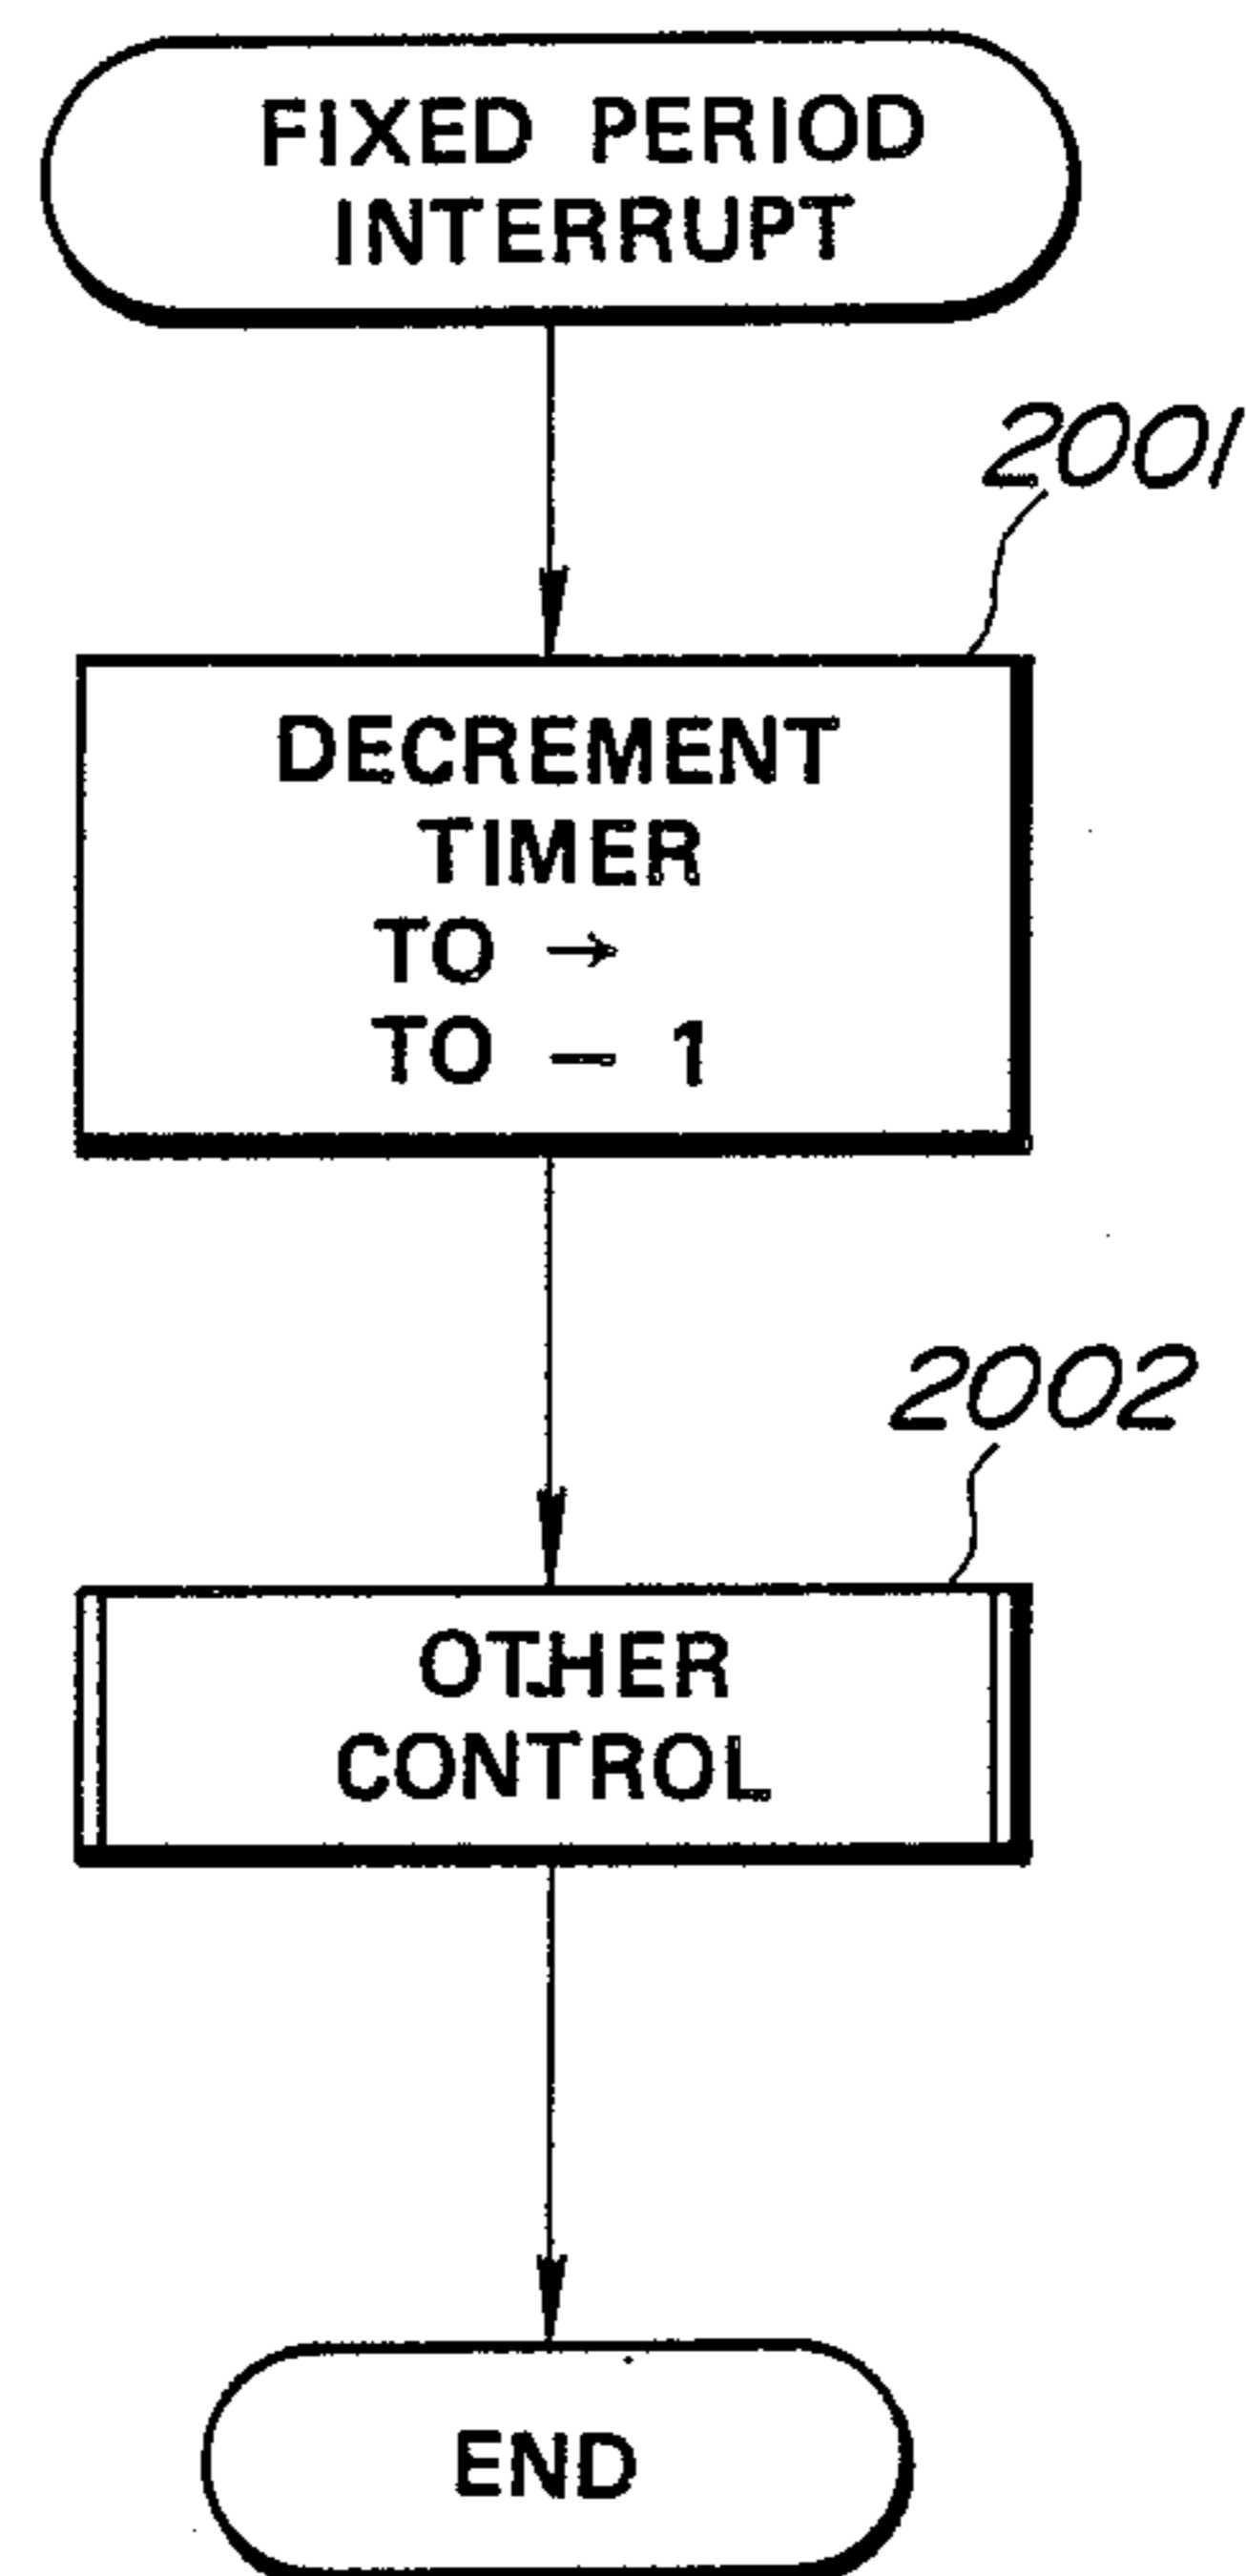 FIXED PERIOD
INTERRUPT
2001
DECREMENT
TIMER
TO →
TO – 1
2002
OTHER
CONTROL
END